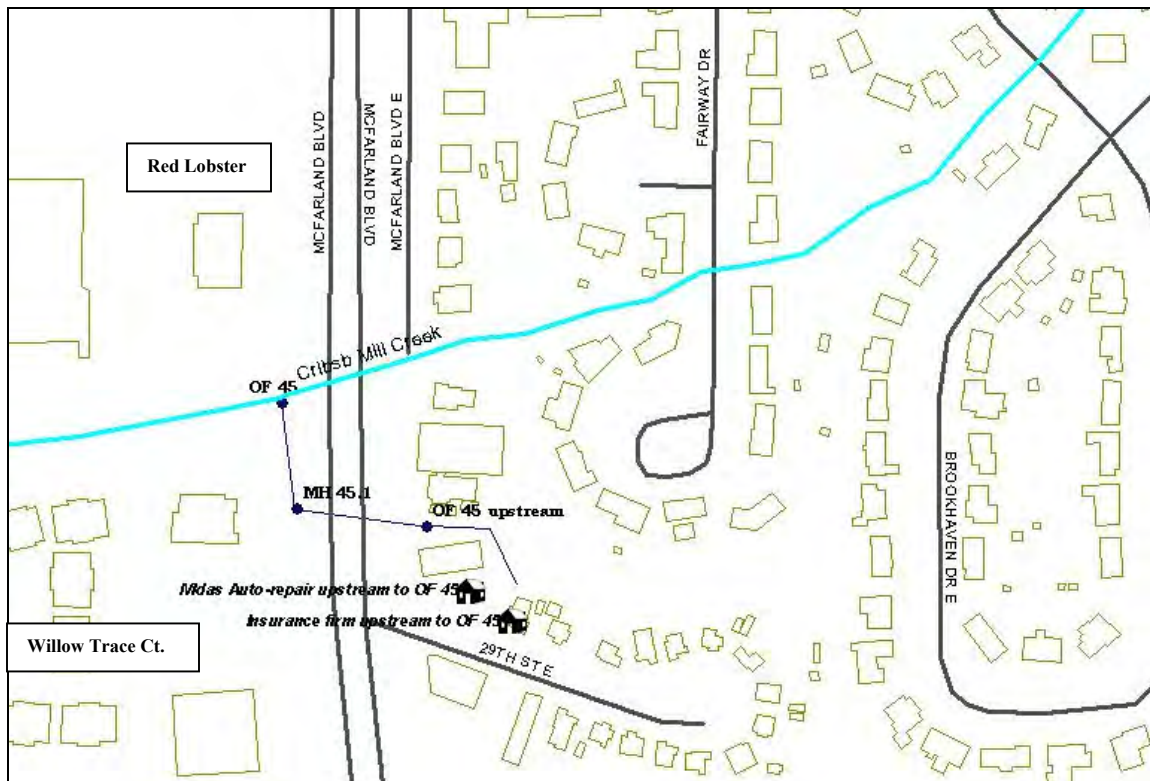 Red Lobster
MCFARLAND BLVD
MCFARLAND BLVD
MCFARLAND BLVD E
FAIRWAY DR
Cribsb Mill Creek
OF 45
MH 45.1
OF 45 upstream
Midas Auto-repair upstream to OF 45
Insurance firm upstream to OF 45
29TH ST E
BROOKHAVEN DR E
Willow Trace Ct.